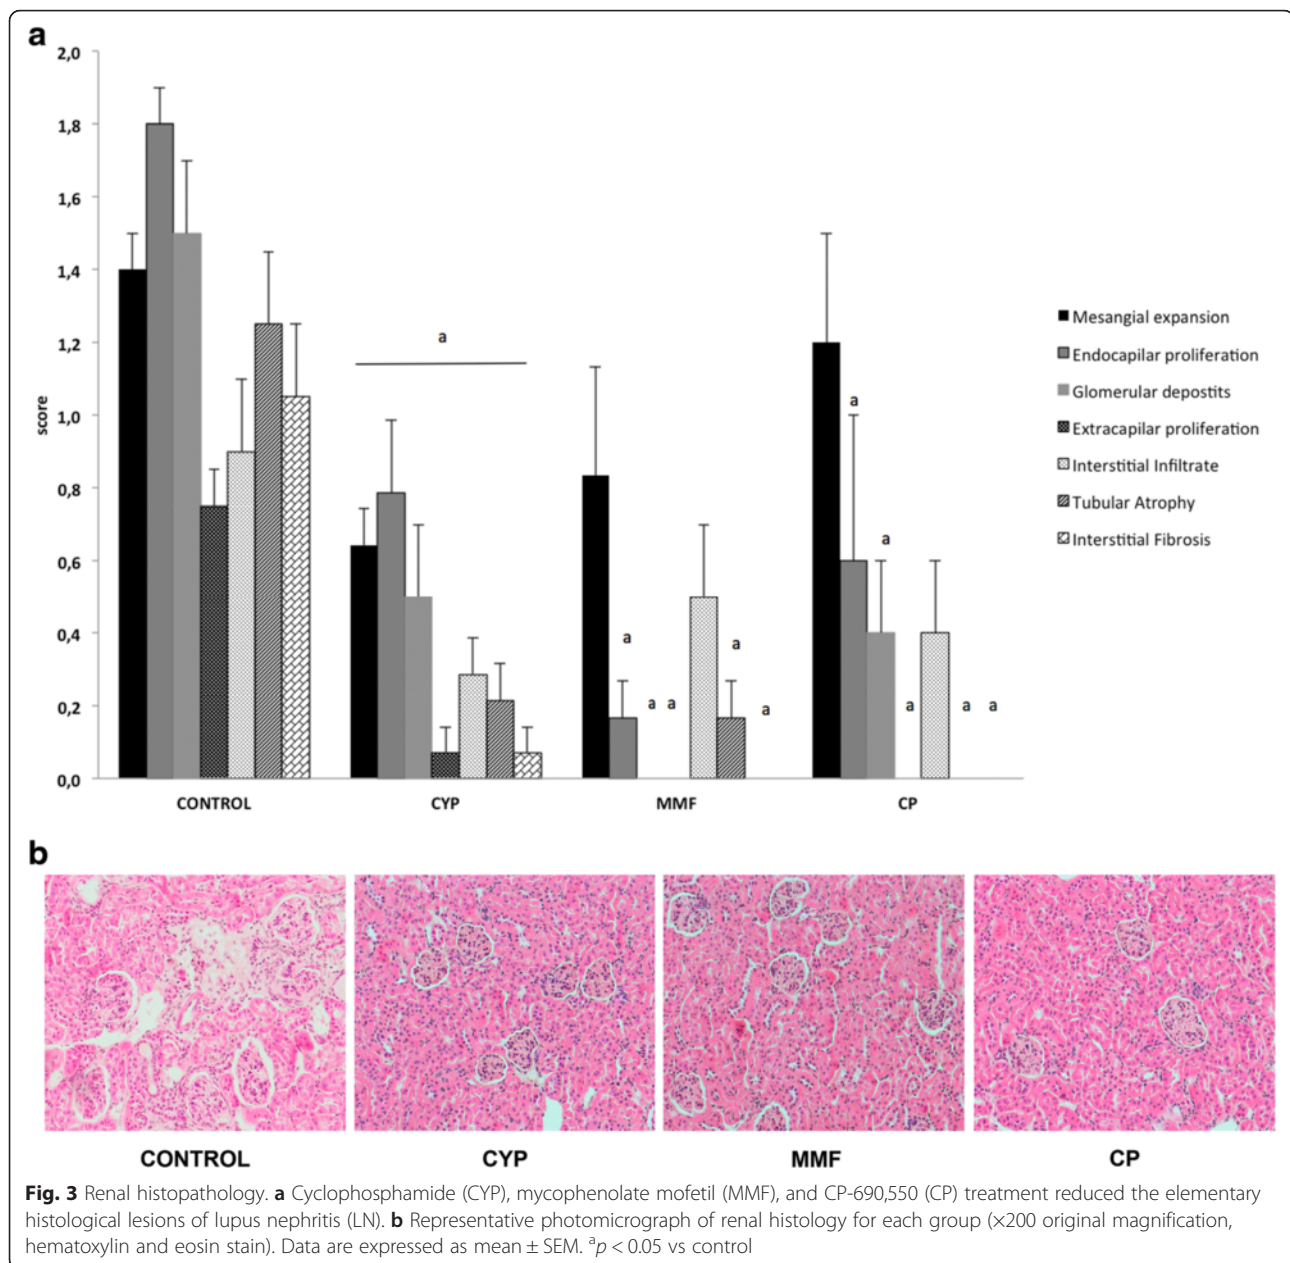 a
2,0
1,8
1,6
1,4
1,2
1,0
0,8
0,6
0,4
0,2
0,0
score
a
a
a a
a
a
a
a
a
a a
CONTROL CYP MMF CP
Mesangial expansion
Endocapilar proliferation
Glomerular depostits
Extracapilar proliferation
Interstitial Infiltrate
Tubular Atrophy
Interstitial Fibrosis
b
CONTROL CYP MMF CP
Fig. 3 Renal histopathology. a Cyclophosphamide (CYP), mycophenolate mofetil (MMF), and CP-690,550 (CP) treatment reduced the elementary
histological lesions of lupus nephritis (LN). b Representative photomicrograph of renal histology for each group (×200 original magnification,
hematoxylin and eosin stain). Data are expressed as mean ± SEM. ᵃp < 0.05 vs control